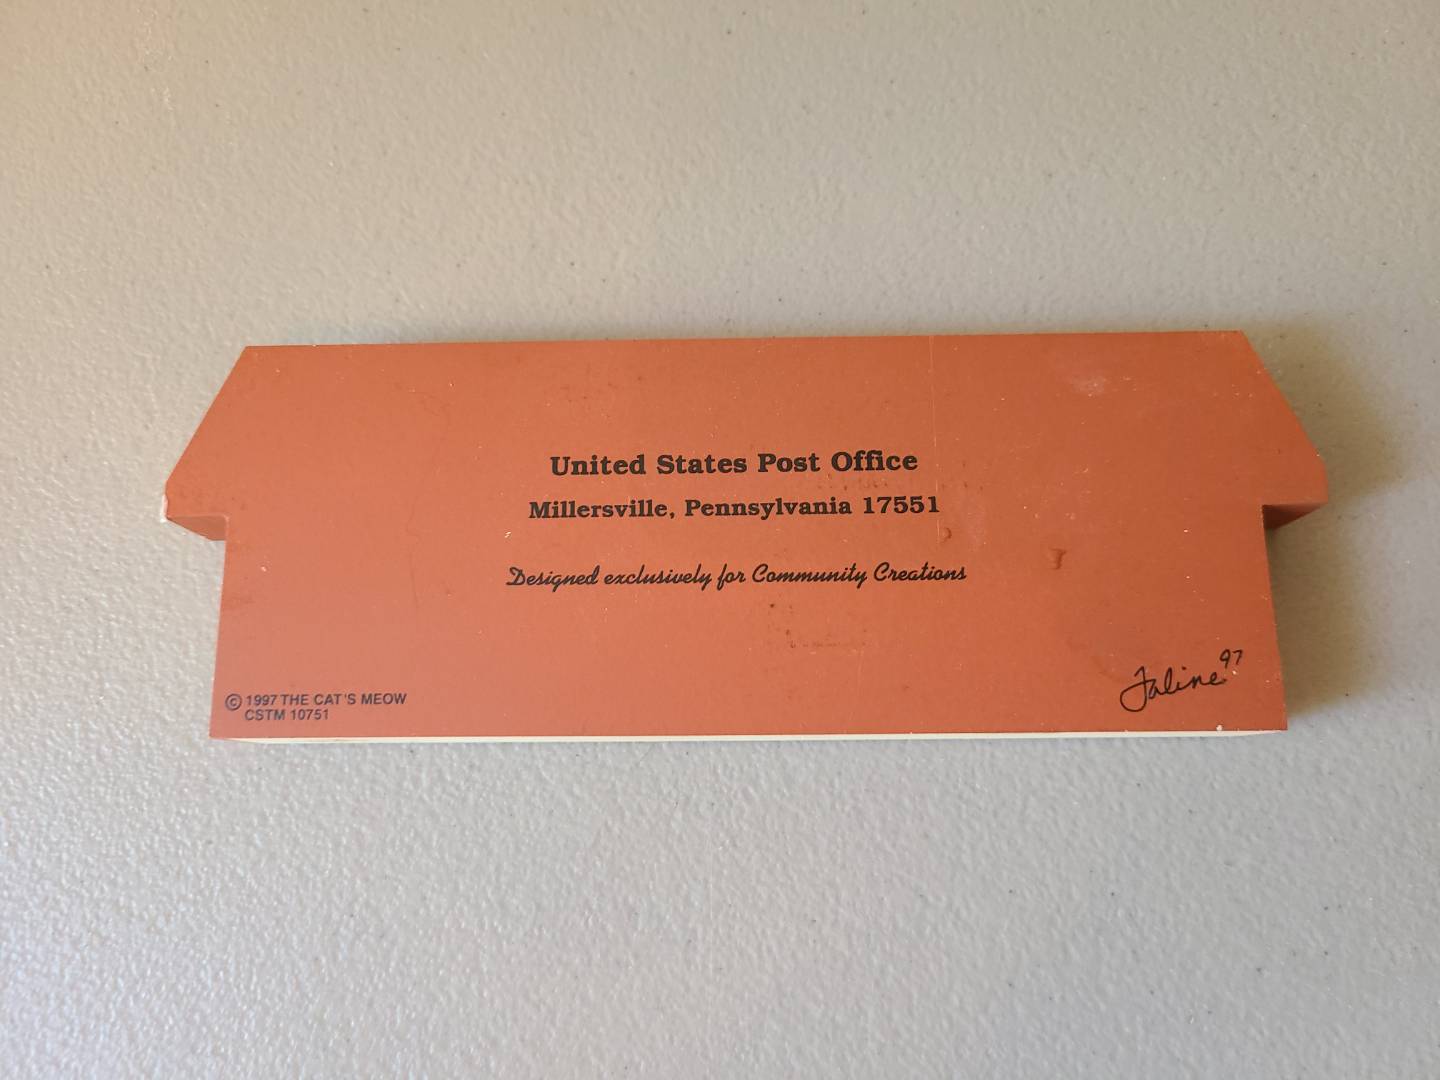 United States Post Office
Millersville, Pennsylvania 17551
Designed exclusively for Community Creations
© 1997 THE CAT'S MEOW
CSTM 10751
Faline 97